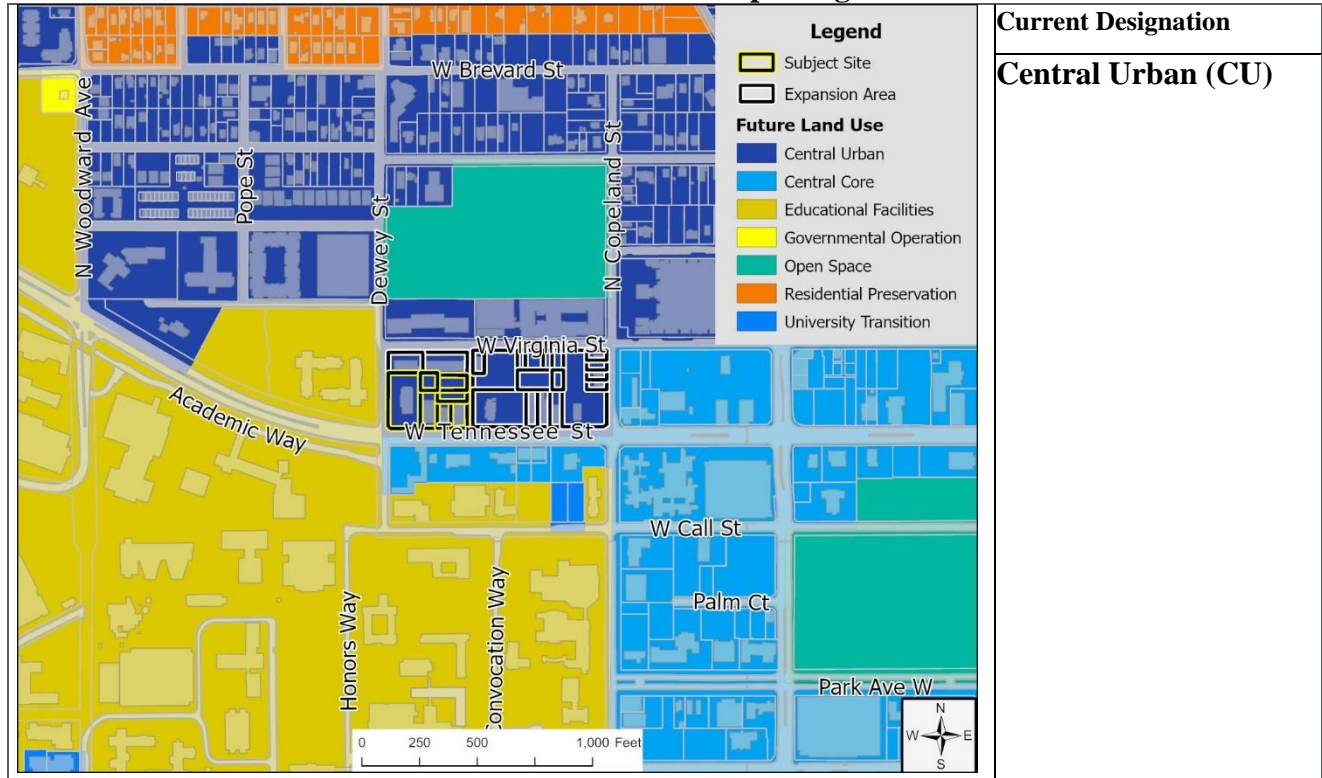 Current Designation
Central Urban (CU)
Legend
Subject Site
Expansion Area
Future Land Use
Central Urban
Central Core
Educational Facilities
Governmental Operation
Open Space
Residential Preservation
University Transition
W Brevard St
N Woodward Ave
Pope St
Dewey St
N Copeland St
W Virginia St
Academic Way
W Tennessee St
W Call St
Honors Way
Convocation Way
Palm Ct
Park Ave W
0 250 500 1,000 Feet
N
W E
S